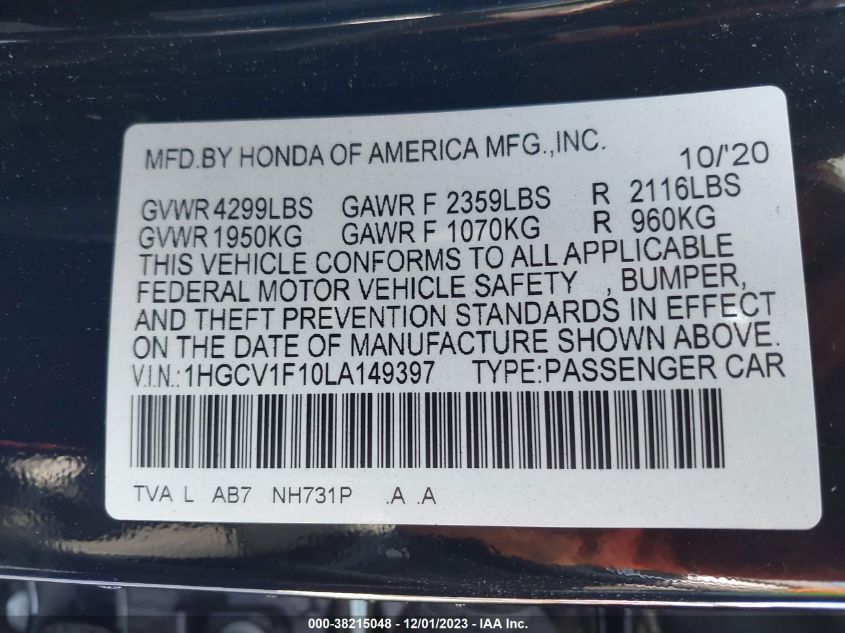 MFD.BY HONDA OF AMERICA MFG.,INC. 10/'20
GVWR 4299LBS GAWR F 2359LBS R 2116LBS
GVWR 1950KG GAWR F 1070KG R 960KG
THIS VEHICLE CONFORMS TO ALL APPLICABLE
FEDERAL MOTOR VEHICLE SAFETY , BUMPER,
AND THEFT PREVENTION STANDARDS IN EFFECT
ON THE DATE OF MANUFACTURE SHOWN ABOVE.
V.I.N.:1HGCV1F10LA149397 TYPE:PASSENGER CAR
TVA L AB7 NH731P .A .A
000-38215048 - 12/01/2023 - IAA Inc.